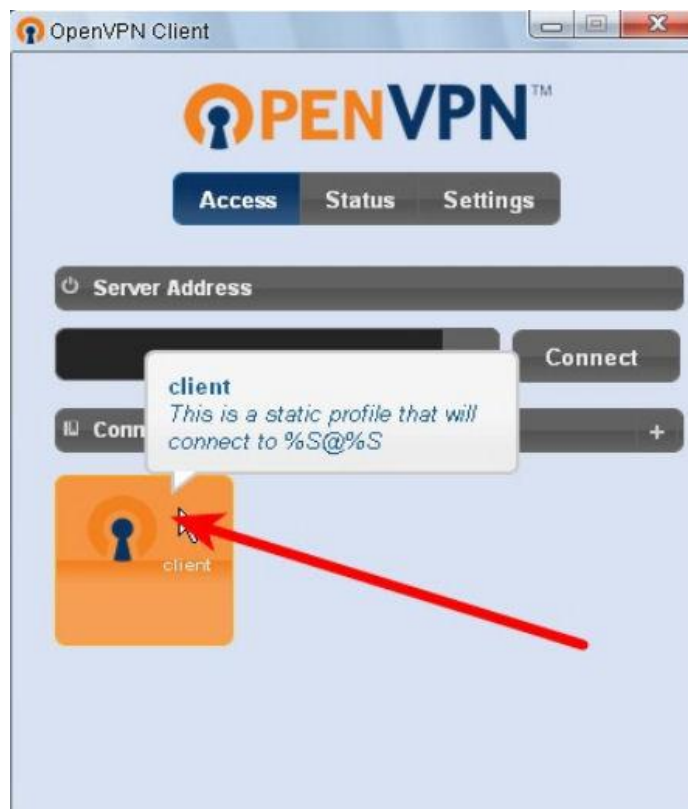 OpenVPN Client
OPENVPN™
Access Status Settings
Server Address
Connect
client
This is a static profile that will
connect to %S@%S
Conn
+
client